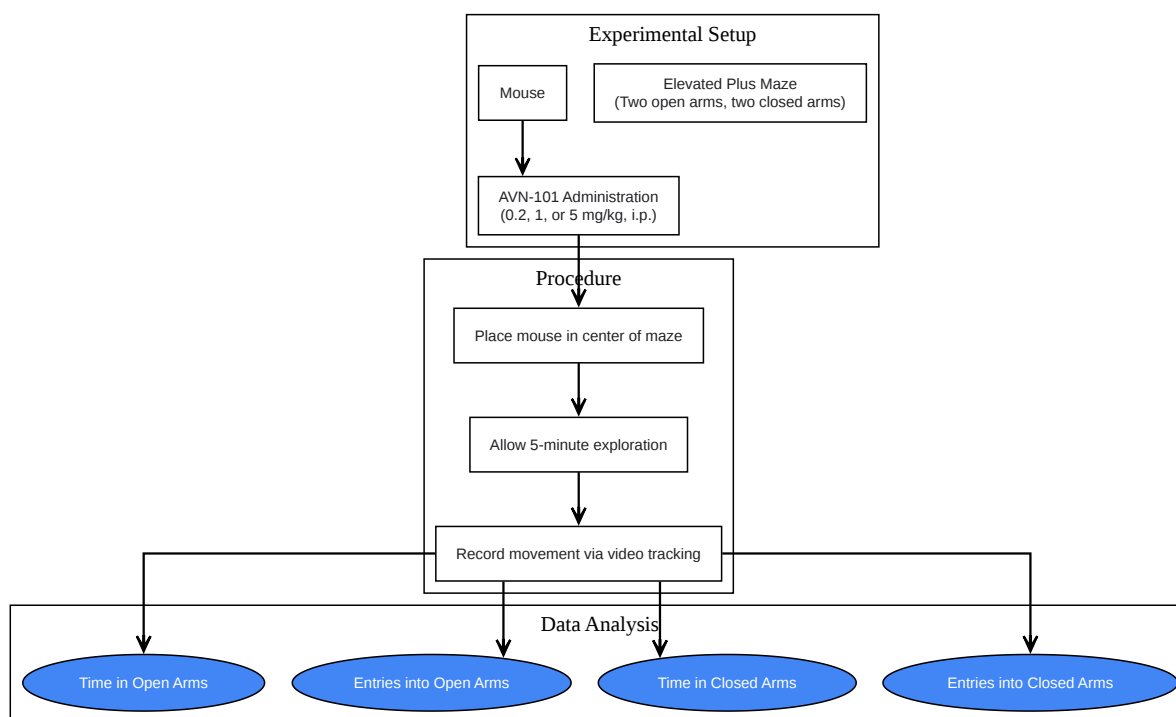 Experimental Setup
Mouse
Elevated Plus Maze
(Two open arms, two closed arms)
AVN-101 Administration
(0.2, 1, or 5 mg/kg, i.p.)
Procedure
Place mouse in center of maze
Allow 5-minute exploration
Record movement via video tracking
Data Analysis
Time in Open Arms
Entries into Open Arms
Time in Closed Arms
Entries into Closed Arms